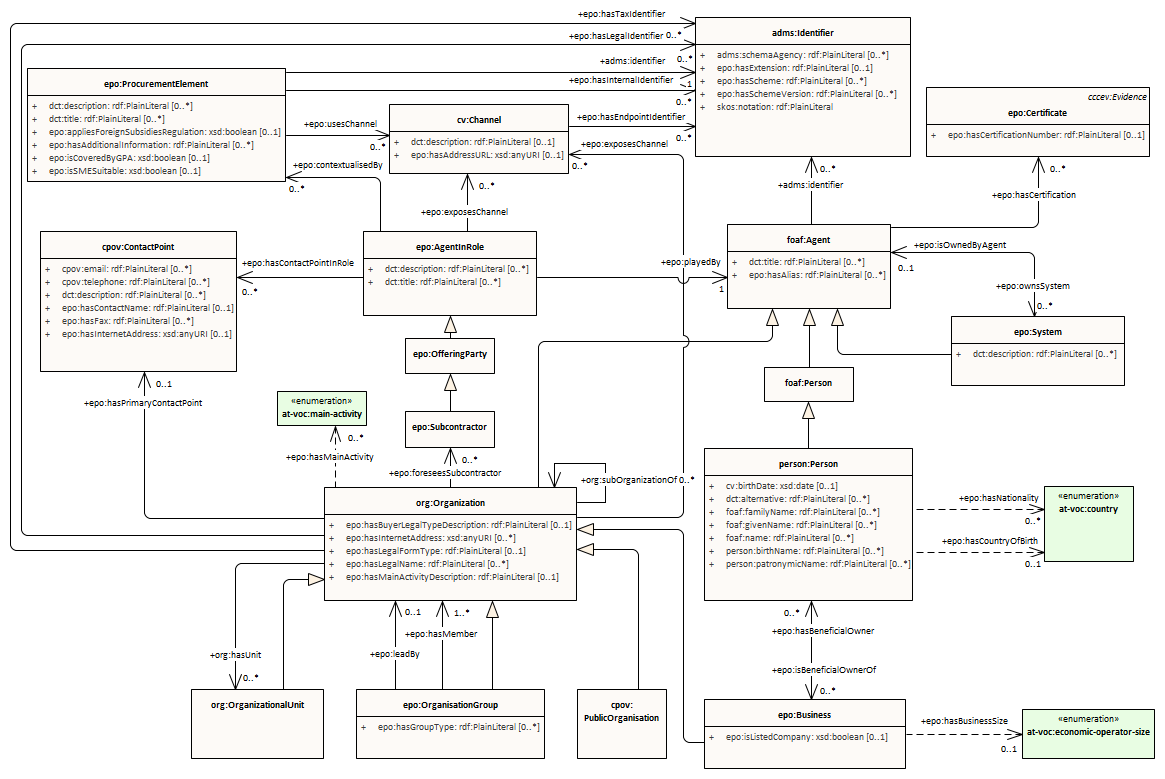 +epo:hasTaxIdentifier
0..*
+epo:hasLegalIdentifier
0..*
+adms:identifier
1
+epo:hasInternalIdentifier
0..*
adms:Identifier
+ adms:schemaAgency: rdf:PlainLiteral [0..*]
+ epo:hasExtension: rdf:PlainLiteral [0..1]
+ epo:hasScheme: rdf:PlainLiteral [0..*]
+ epo:hasSchemeVersion: rdf:PlainLiteral [0..*]
+ skos:notation: rdf:PlainLiteral
epo:ProcurementElement
+ dct:description: rdf:PlainLiteral [0..*]
+ dct:title: rdf:PlainLiteral [0..*]
+ epo:appliesForeignSubsidiesRegulation: xsd:boolean [0..1]
+ epo:hasAdditionalInformation: rdf:PlainLiteral [0..*]
+ epo:isCoveredByGPA: xsd:boolean [0..1]
+ epo:isSMESuitable: xsd:boolean [0..1]
+epo:usesChannel
0..*
+epo:contextualisedBy
0..*
cv:Channel
+ dct:description: rdf:PlainLiteral [0..*]
+ epo:hasAddressURL: xsd:anyURI [0..1]
+epo:hasEndpointIdentifier
0..*
+epo:exposesChannel
0..*
cccev:Evidence
epo:Certificate
+ epo:hasCertificationNumber: rdf:PlainLiteral [0..1]
0..*
+epo:hasCertification
0..*
+adms:identifier
0..*
+epo:exposesChannel
cpov:ContactPoint
+ cpov:email: rdf:PlainLiteral [0..*]
+ cpov:telephone: rdf:PlainLiteral [0..*]
+ dct:description: rdf:PlainLiteral [0..*]
+ epo:hasContactName: rdf:PlainLiteral [0..1]
+ epo:hasFax: rdf:PlainLiteral [0..*]
+ epo:hasInternetAddress: xsd:anyURI [0..1]
+epo:hasContactPointInRole
0..*
epo:AgentInRole
+ dct:description: rdf:PlainLiteral [0..*]
+ dct:title: rdf:PlainLiteral [0..*]
+epo:playedBy
1
foaf:Agent
+ dct:title: rdf:PlainLiteral [0..*]
+ epo:hasAlias: rdf:PlainLiteral [0..*]
+epo:isOwnedByAgent
0..1
+epo:ownsSystem
0..*
epo:System
+ dct:description: rdf:PlainLiteral [0..*]
epo:OfferingParty
foaf:Person
0..1
+epo:hasPrimaryContactPoint
«enumeration»
at-voc:main-activity
0..*
+epo:hasMainActivity
epo:Subcontractor
0..*
+epo:foreseesSubcontractor
+org:subOrganizationOf 0..*
org:Organization
+ epo:hasBuyerLegalTypeDescription: rdf:PlainLiteral [0..1]
+ epo:hasInternetAddress: xsd:anyURI [0..*]
+ epo:hasLegalFormType: rdf:PlainLiteral [0..1]
+ epo:hasLegalName: rdf:PlainLiteral [0..*]
+ epo:hasMainActivityDescription: rdf:PlainLiteral [0..1]
person:Person
+ cv:birthDate: xsd:date [0..1]
+ dct:alternative: rdf:PlainLiteral [0..*]
+ foaf:familyName: rdf:PlainLiteral [0..*]
+ foaf:givenName: rdf:PlainLiteral [0..*]
+ foaf:name: rdf:PlainLiteral [0..*]
+ person:birthName: rdf:PlainLiteral [0..*]
+ person:patronymicName: rdf:PlainLiteral [0..*]
+epo:hasNationality
0..*
+epo:hasCountryOfBirth
0..1
«enumeration»
at-voc:country
0..1
1..*
+epo:hasMember
+epo:leadBy
+org:hasUnit
0..*
0..*
+epo:hasBeneficialOwner
+epo:isBeneficialOwnerOf
0..*
org:OrganizationalUnit
epo:OrganisationGroup
+ epo:hasGroupType: rdf:PlainLiteral [0..*]
cpov:
PublicOrganisation
epo:Business
+ epo:isListedCompany: xsd:boolean [0..1]
+epo:hasBusinessSize
0..1
«enumeration»
at-voc:economic-operator-size